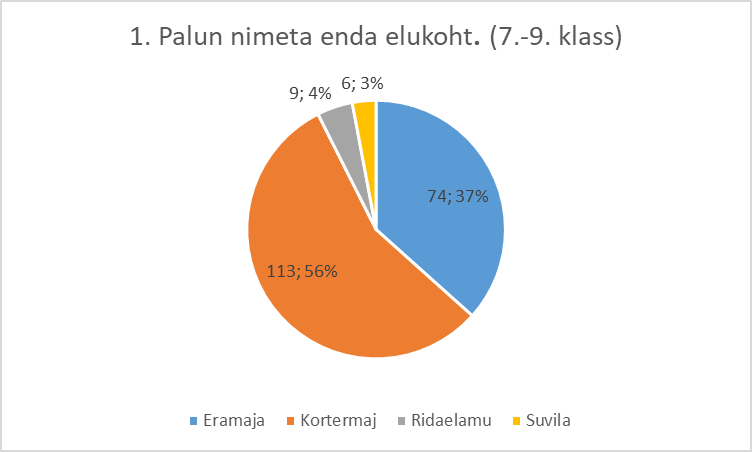 1. Palun nimeta enda elukoht. (7.-9. klass)
6; 3%
9; 4%
74; 37%
113; 56%
Eramaja Kortermaj Ridaelamu Suvila